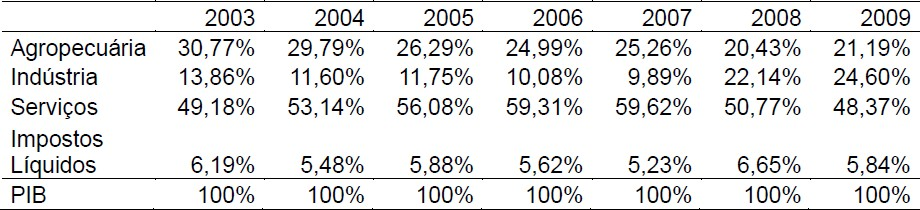 2003 2004 2005 2006 2007 2008 2009
Agropecuária 30,77% 29,79% 26,29% 24,99% 25,26% 20,43% 21,19%
Indústria 13,86% 11,60% 11,75% 10,08% 9,89% 22,14% 24,60%
Serviços 49,18% 53,14% 56,08% 59,31% 59,62% 50,77% 48,37%
Impostos
Líquidos 6,19% 5,48% 5,88% 5,62% 5,23% 6,65% 5,84%
PIB 100% 100% 100% 100% 100% 100% 100%